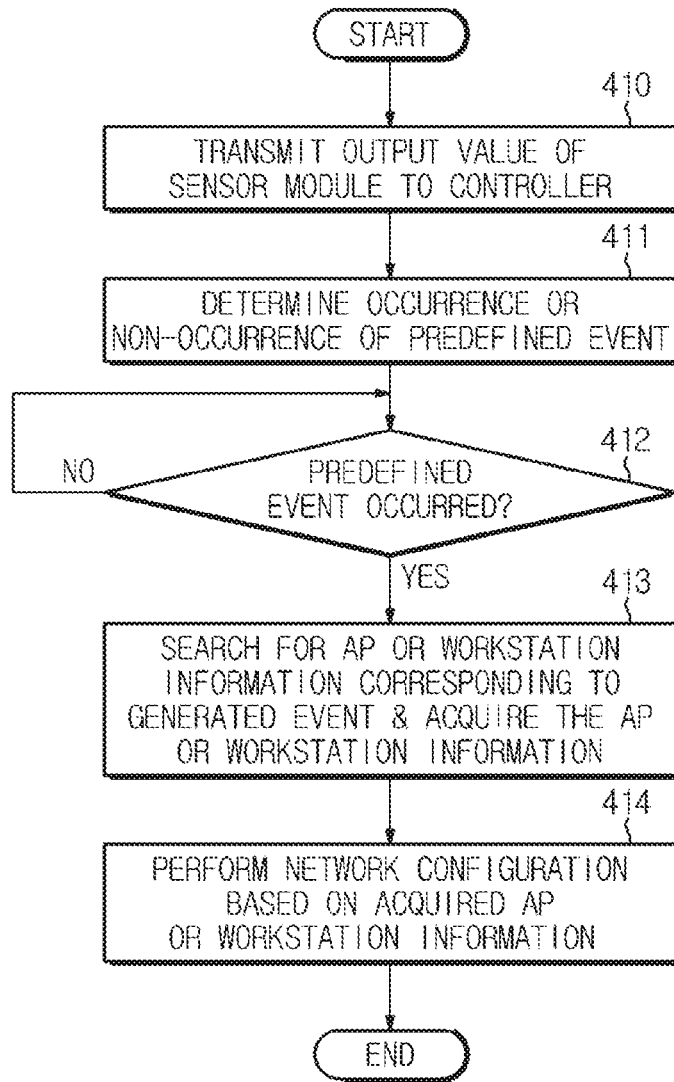 START
410
TRANSMIT OUTPUT VALUE OF
SENSOR MODULE TO CONTROLLER
411
DETERMINE OCCURRENCE OR
NON-OCCURRENCE OF PREDEFINED EVENT
412
NO
PREDEFINED
EVENT OCCURRED?
YES
413
SEARCH FOR AP OR WORKSTATION
INFORMATION CORRESPONDING TO
GENERATED EVENT & ACQUIRE THE AP
OR WORKSTATION INFORMATION
414
PERFORM NETWORK CONFIGURATION
BASED ON ACQUIRED AP
OR WORKSTATION INFORMATION
END